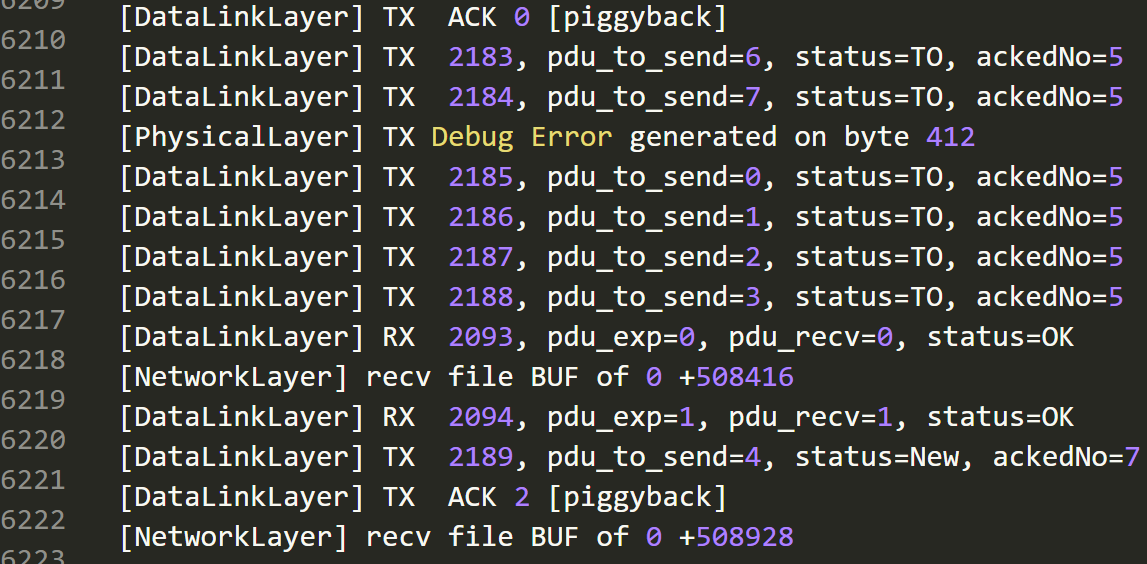 6209
[DataLinkLayer] TX  ACK 0 [piggyback]
6210
[DataLinkLayer] TX  2183, pdu_to_send=6, status=TO, ackedNo=5
6211
[DataLinkLayer] TX  2184, pdu_to_send=7, status=TO, ackedNo=5
6212
[PhysicalLayer] TX Debug Error generated on byte 412
6213
[DataLinkLayer] TX  2185, pdu_to_send=0, status=TO, ackedNo=5
6214
[DataLinkLayer] TX  2186, pdu_to_send=1, status=TO, ackedNo=5
6215
[DataLinkLayer] TX  2187, pdu_to_send=2, status=TO, ackedNo=5
6216
[DataLinkLayer] TX  2188, pdu_to_send=3, status=TO, ackedNo=5
6217
[DataLinkLayer] RX  2093, pdu_exp=0, pdu_recv=0, status=OK
6218
[NetworkLayer] recv file BUF of 0 +508416
6219
[DataLinkLayer] RX  2094, pdu_exp=1, pdu_recv=1, status=OK
6220
[DataLinkLayer] TX  2189, pdu_to_send=4, status=New, ackedNo=7
6221
[DataLinkLayer] TX  ACK 2 [piggyback]
6222
[NetworkLayer] recv file BUF of 0 +508928
6223